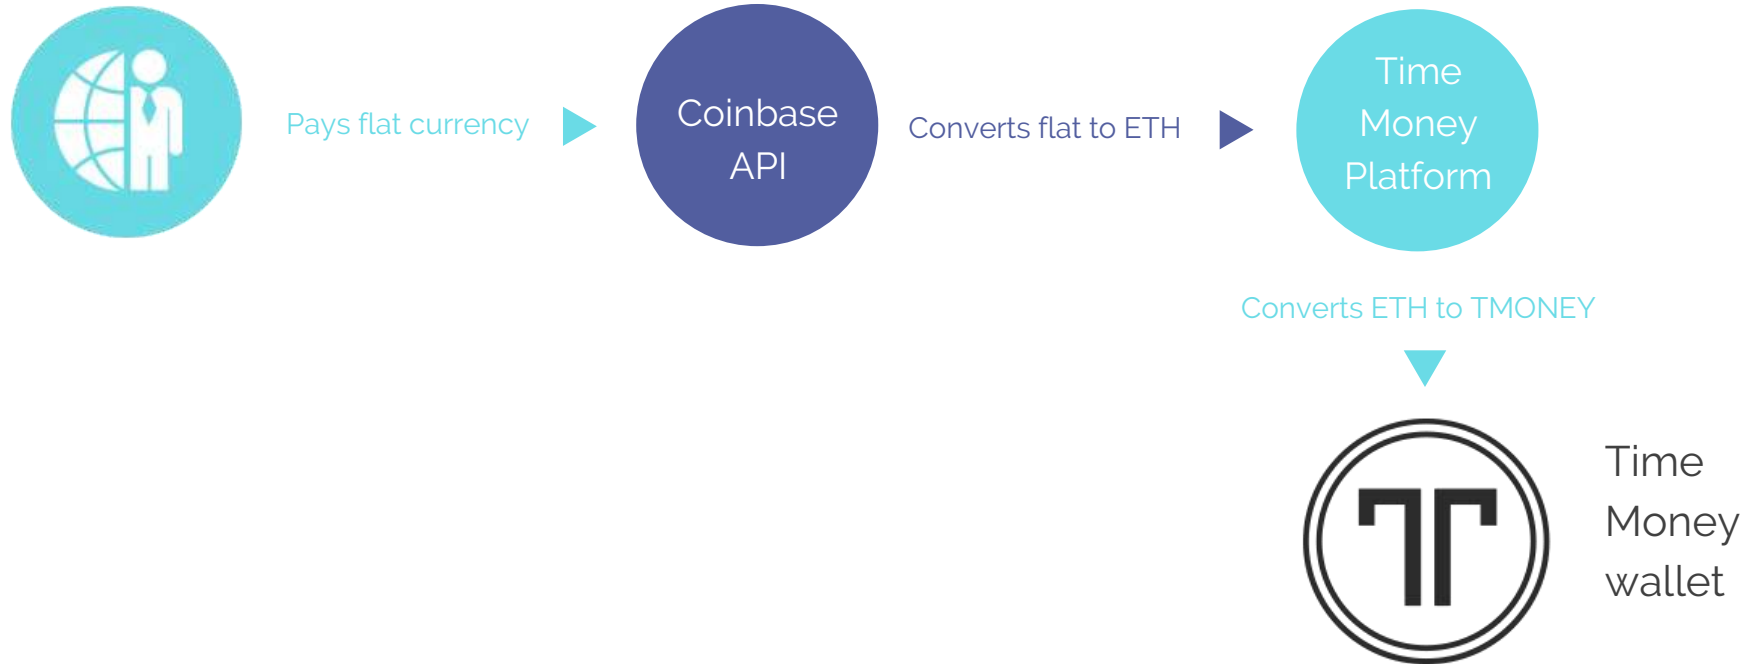 Pays flat currency
Coinbase
API
Converts flat to ETH
Time
Money
Platform
Converts ETH to TMONEY
Time
Money
wallet